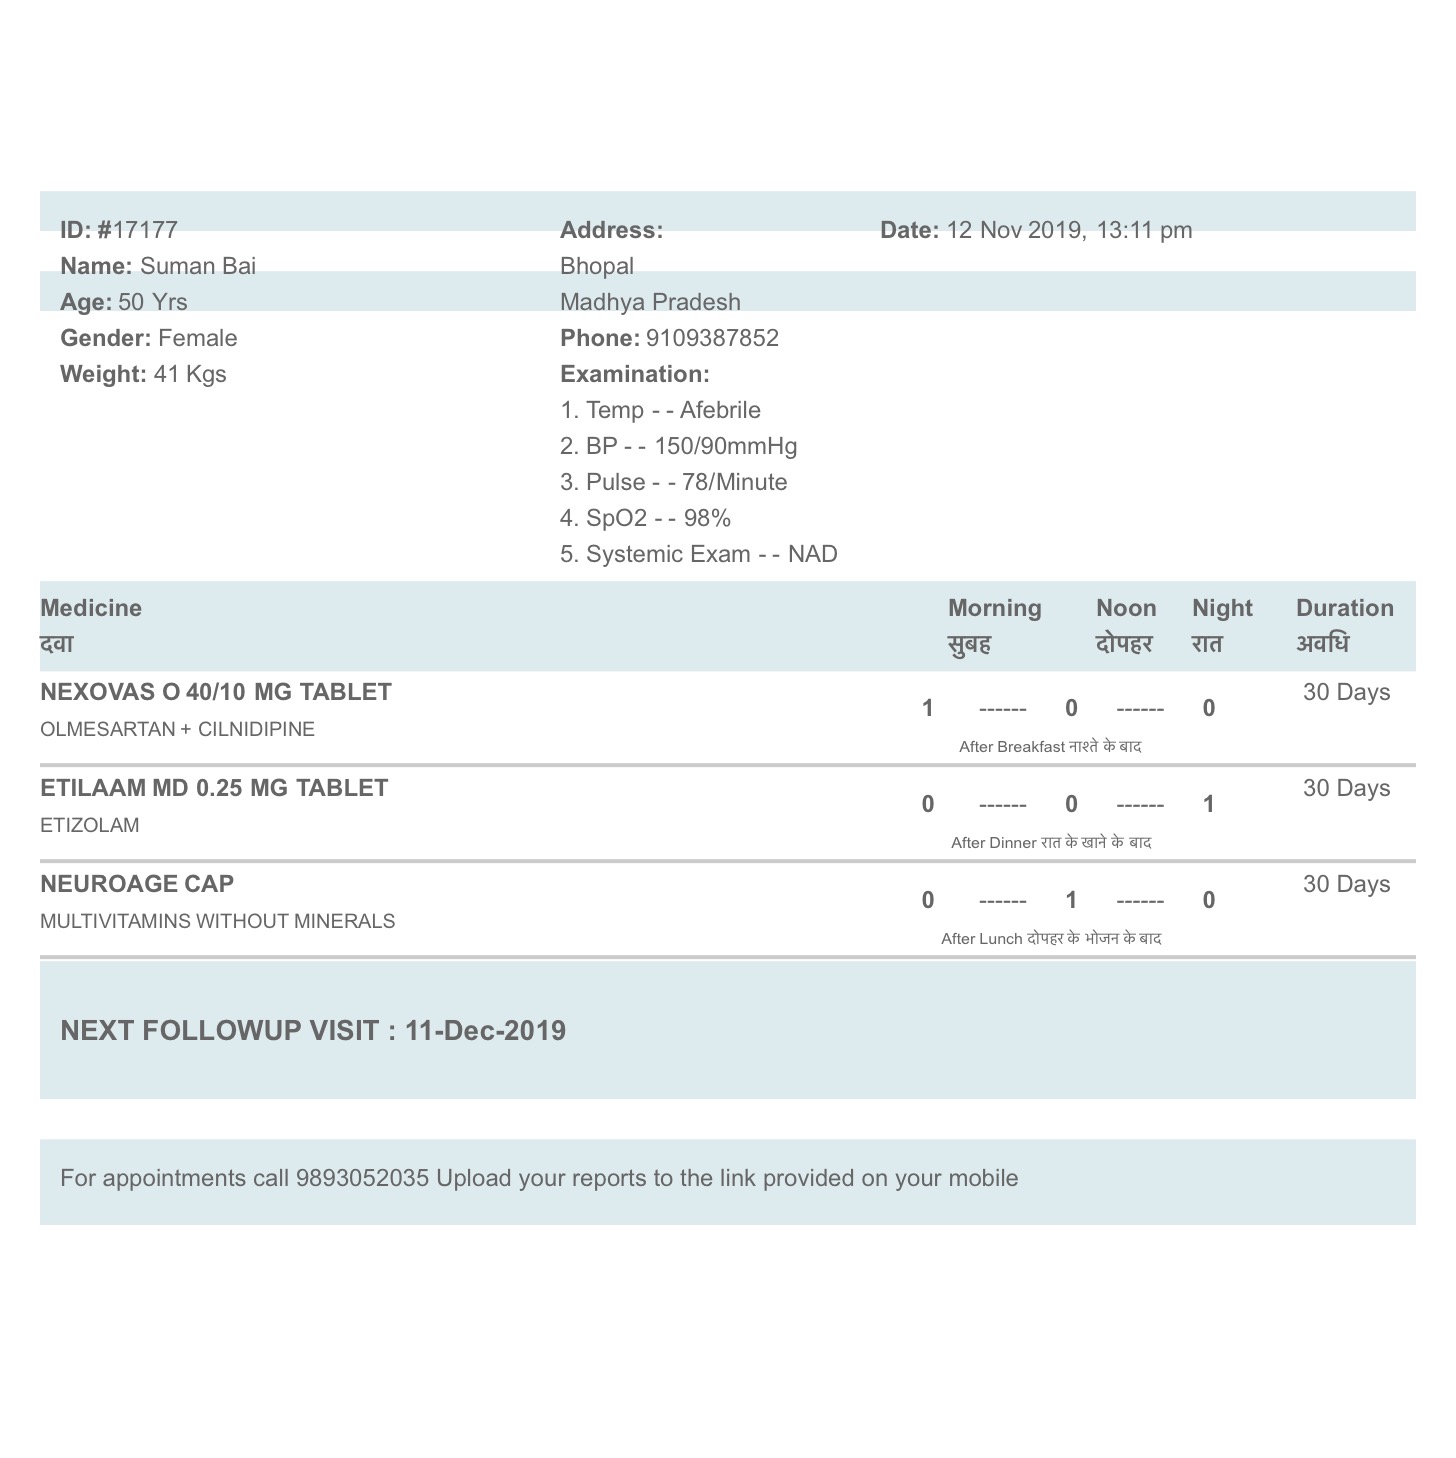 ID: #17177
Name: Suman Bai
Age: 50 Yrs
Gender: Female
Weight: 41 Kgs
Address:
Bhopal
Madhya Pradesh
Phone: 9109387852
Examination:
1. Temp - - Afebrile
2. BP - - 150/90mmHg
3. Pulse - - 78/Minute
4. SpO2 - - 98%
5. Systemic Exam - - NAD
Date: 12 Nov 2019, 13:11 pm
Medicine Morning Noon Night Duration
दवा सुबह दोपहर रात अवधि
NEXOVAS O 40/10 MG TABLET 30 Days
1 ------ 0 ------ 0
OLMESARTAN + CILNIDIPINE
After Breakfast नाश्ते के बाद
ETILAAM MD 0.25 MG TABLET 30 Days
0 ------ 0 ------ 1
ETIZOLAM
After Dinner रात के खाने के बाद
NEUROAGE CAP 30 Days
0 ------ 1 ------ 0
MULTIVITAMINS WITHOUT MINERALS
After Lunch दोपहर के भोजन के बाद
NEXT FOLLOWUP VISIT : 11-Dec-2019
For appointments call 9893052035 Upload your reports to the link provided on your mobile